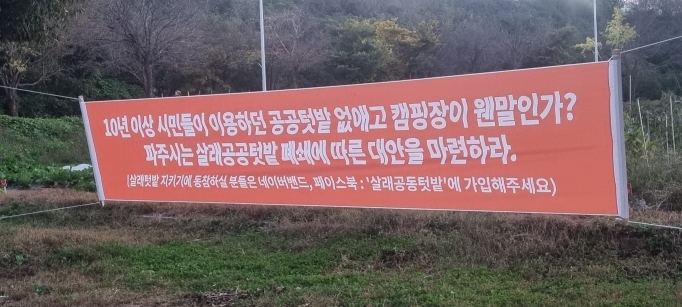 10년 이상 시민들이 이용하던 공공텃밭 없애고 캠핑장이 웬말인가?
파주시는 살래공공텃밭 폐쇄에 따른 대안을 마련하라.
(살래텃밭 지키기에 동참하실 분들은 네이버밴드, 페이스북 : '살래공동텃밭'에 가입해주세요)